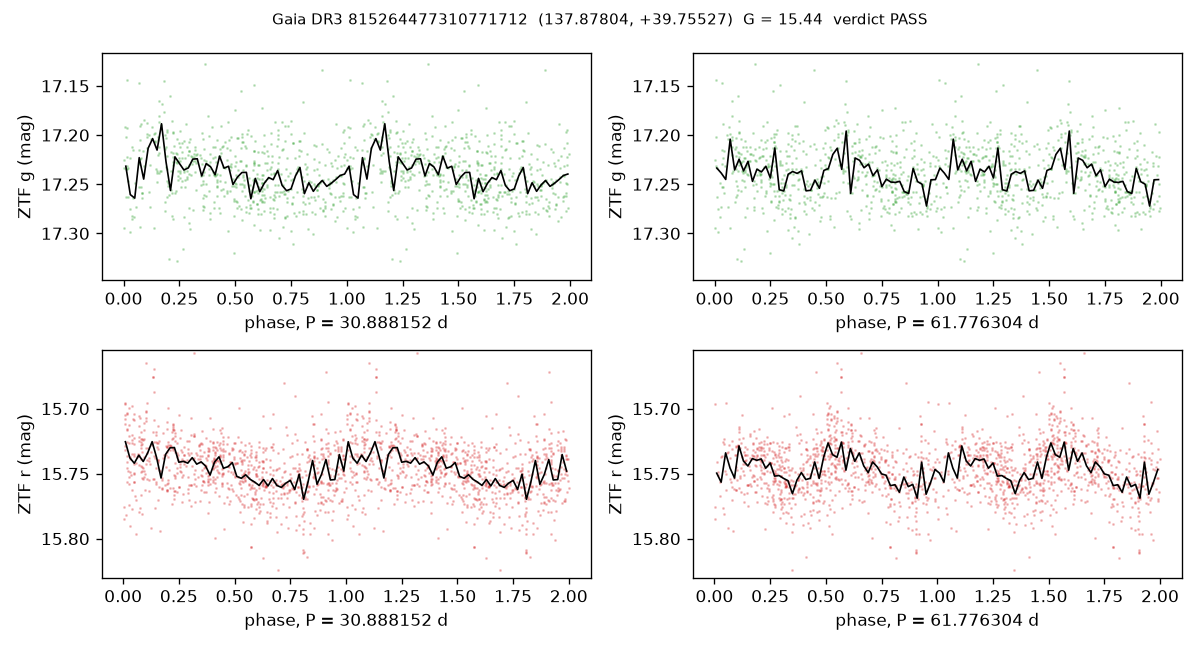 Gaia DR3 815264477310771712 (137.87804, +39.75527) G = 15.44 verdict PASS
ZTF g (mag)
17.15
17.20
17.25
17.30
0.00 0.25 0.50 0.75 1.00 1.25 1.50 1.75 2.00
phase, P = 30.888152 d
ZTF g (mag)
17.15
17.20
17.25
17.30
0.00 0.25 0.50 0.75 1.00 1.25 1.50 1.75 2.00
phase, P = 61.776304 d
ZTF r (mag)
15.70
15.75
15.80
0.00 0.25 0.50 0.75 1.00 1.25 1.50 1.75 2.00
phase, P = 30.888152 d
ZTF r (mag)
15.70
15.75
15.80
0.00 0.25 0.50 0.75 1.00 1.25 1.50 1.75 2.00
phase, P = 61.776304 d